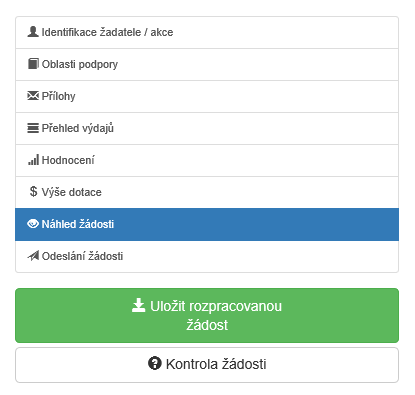 Identifikace žadatele / akce
Oblasti podpory
Přílohy
Přehled výdajů
Hodnocení
$ Výše dotace
Náhled žádosti
Odeslání žádosti
Uložit rozpracovanou
žádost
Kontrola žádosti